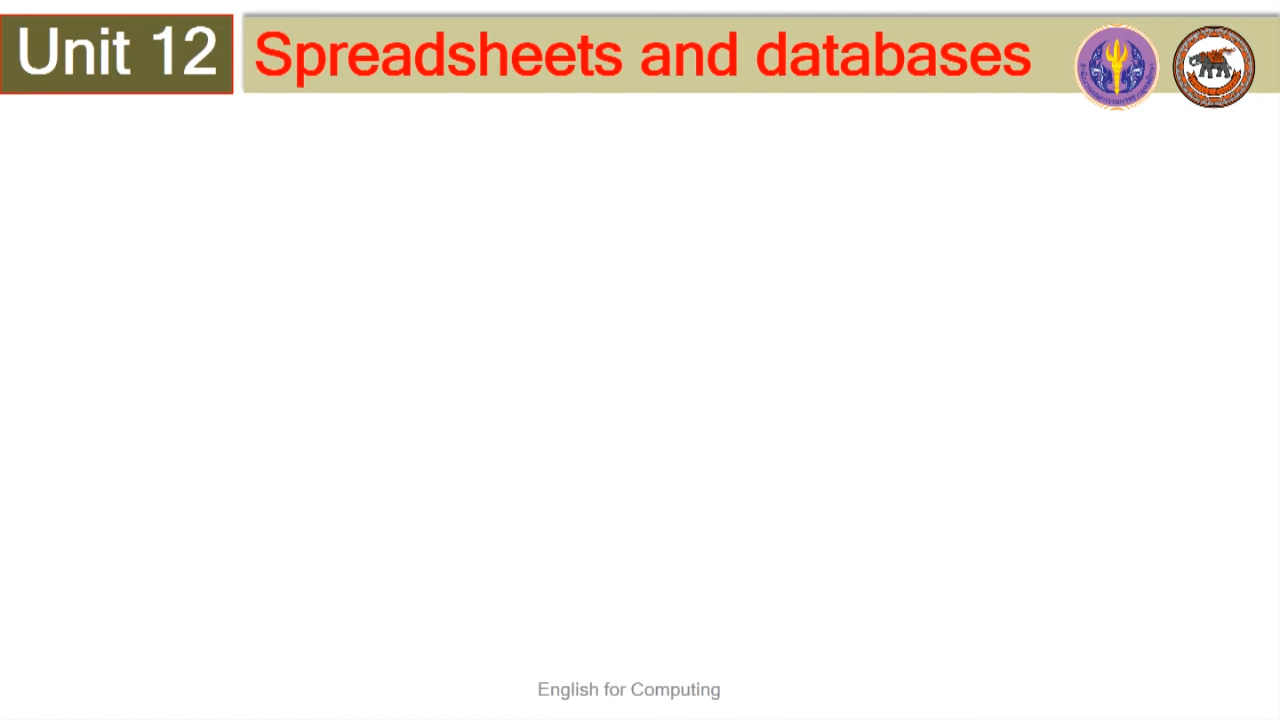 Unit 12
Spreadsheets and databases
English for Computing